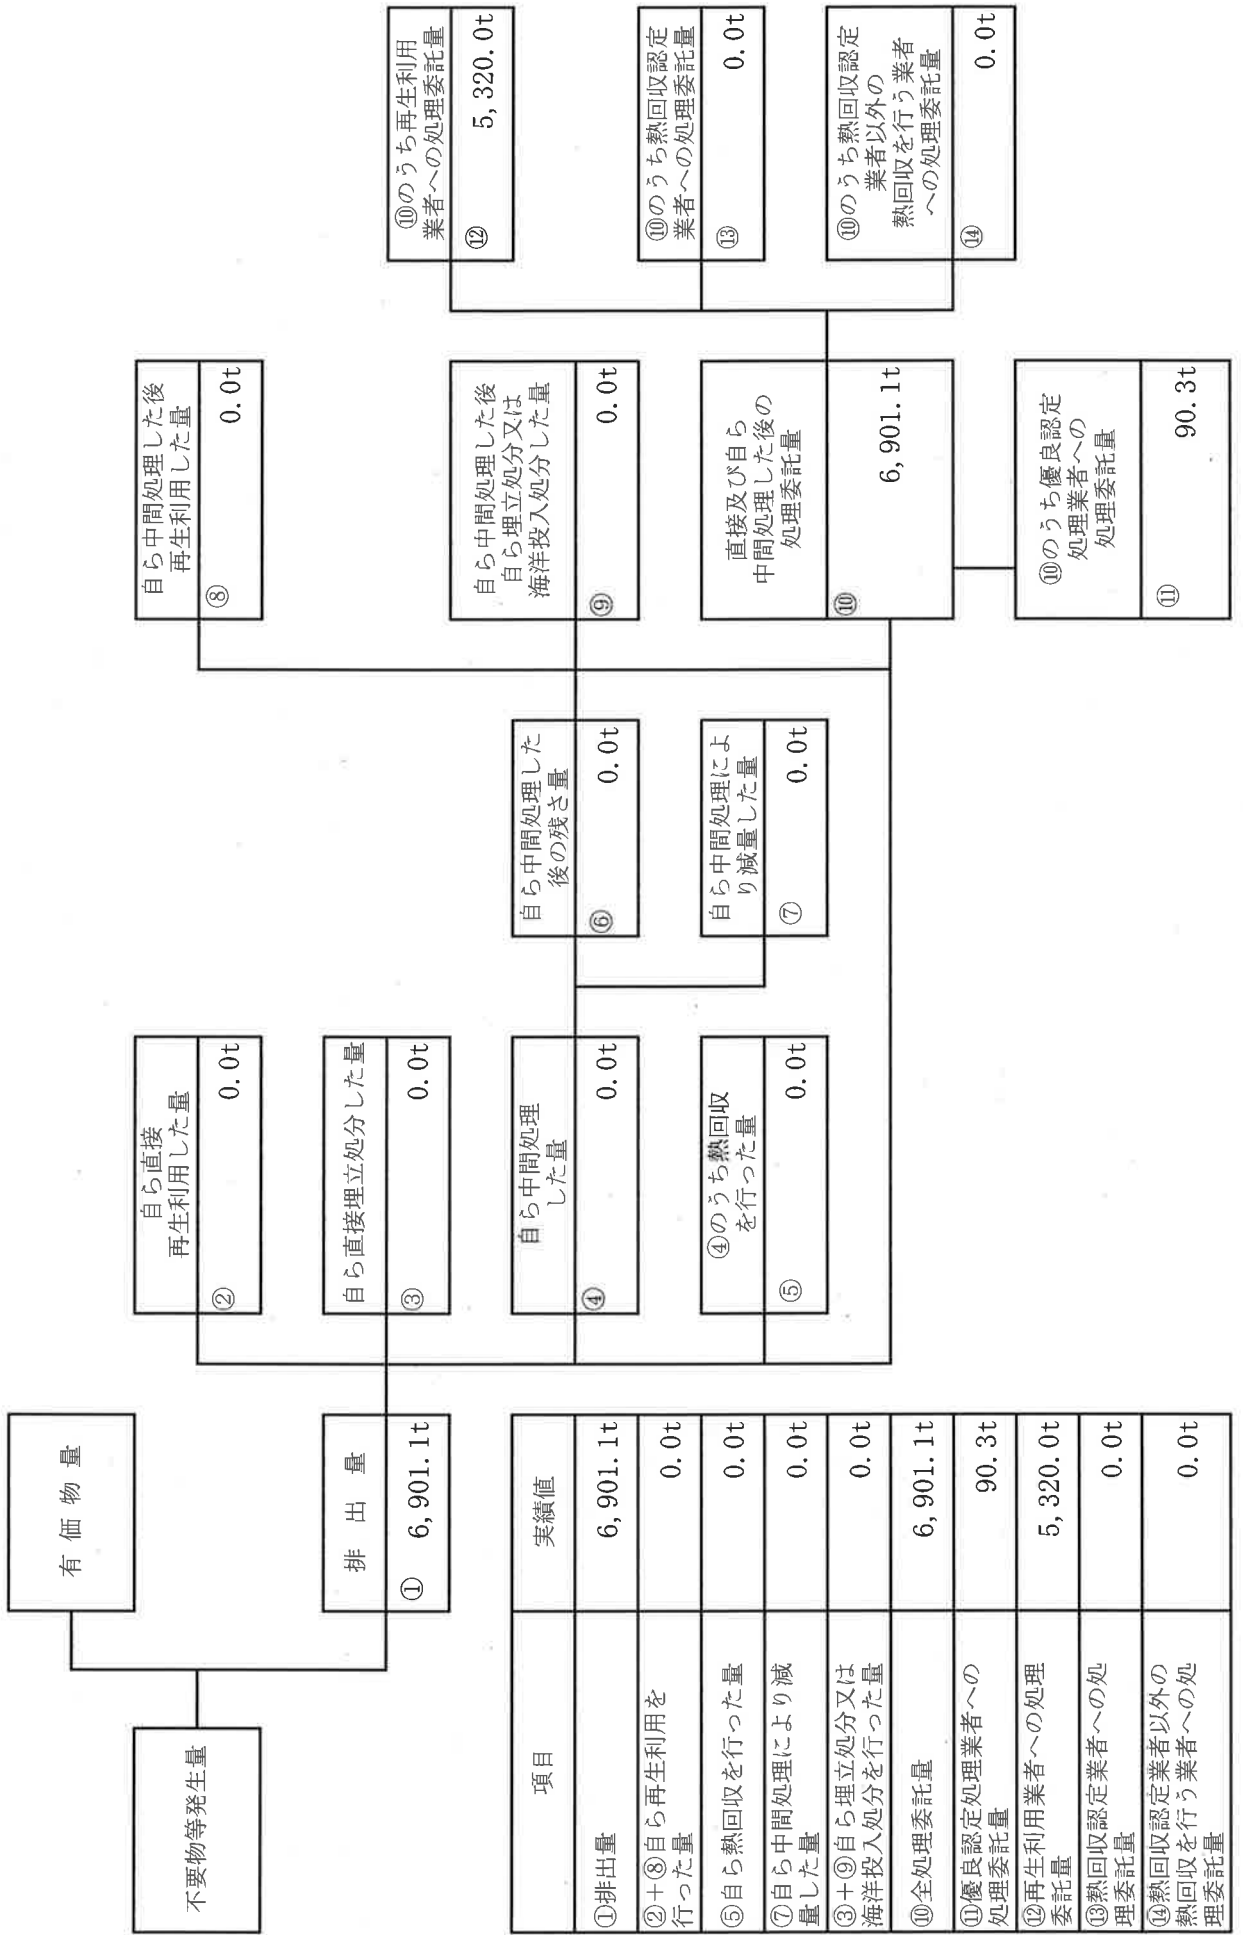 不要物等発生量
有価物量
排出量
① 6,901.1t
自ら直接
再生利用した量
② 0.0t
自ら直接埋立処分した量
③ 0.0t
自ら中間処理
した量
④ 0.0t
④のうち熱回収
を行った量
⑤ 0.0t
自ら中間処理した
後の残さ量
⑥ 0.0t
自ら中間処理によ
り減量した量
⑦ 0.0t
自ら中間処理した後
再生利用した量
⑧ 0.0t
自ら中間処理した後
自ら埋立処分又は
海洋投入処分した量
⑨ 0.0t
直接及び自ら
中間処理した後の
処理委託量
⑩ 6,901.1t
⑩のうち優良認定
処理業者への
処理委託量
⑪ 90.3t
⑩のうち再生利用
業者への処理委託量
⑫ 5,320.0t
⑩のうち熱回収認定
業者への処理委託量
⑬ 0.0t
⑩のうち熱回収認定
業者以外の
熱回収を行う業者
への処理委託量
⑭ 0.0t
項目 実績値
①排出量 6,901.1t
②+⑧自ら再生利用を
行った量 0.0t
⑤自ら熱回収を行った量 0.0t
⑦自ら中間処理により減
量した量 0.0t
③+⑨自ら埋立処分又は
海洋投入処分を行った量 0.0t
⑩全処理委託量 6,901.1t
⑪優良認定処理業者への
処理委託量 90.3t
⑫再生利用業者への処理
委託量 5,320.0t
⑬熱回収認定業者への処
理委託量 0.0t
⑭熱回収認定業者以外の
熱回収を行う業者への処
理委託量 0.0t